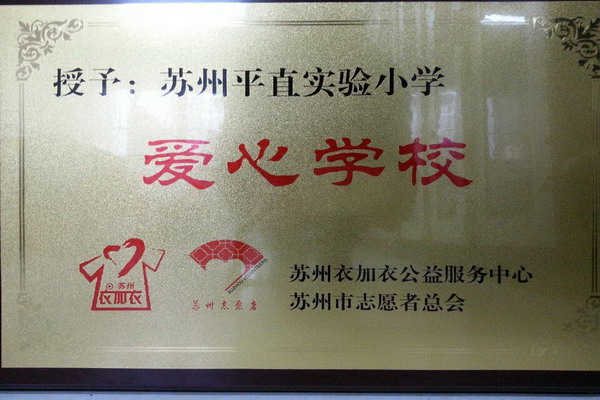 授予：苏州平直实验小学
爱心学校
苏州
衣加衣
苏州志愿者
苏州衣加衣公益服务中心
苏州市志愿者总会